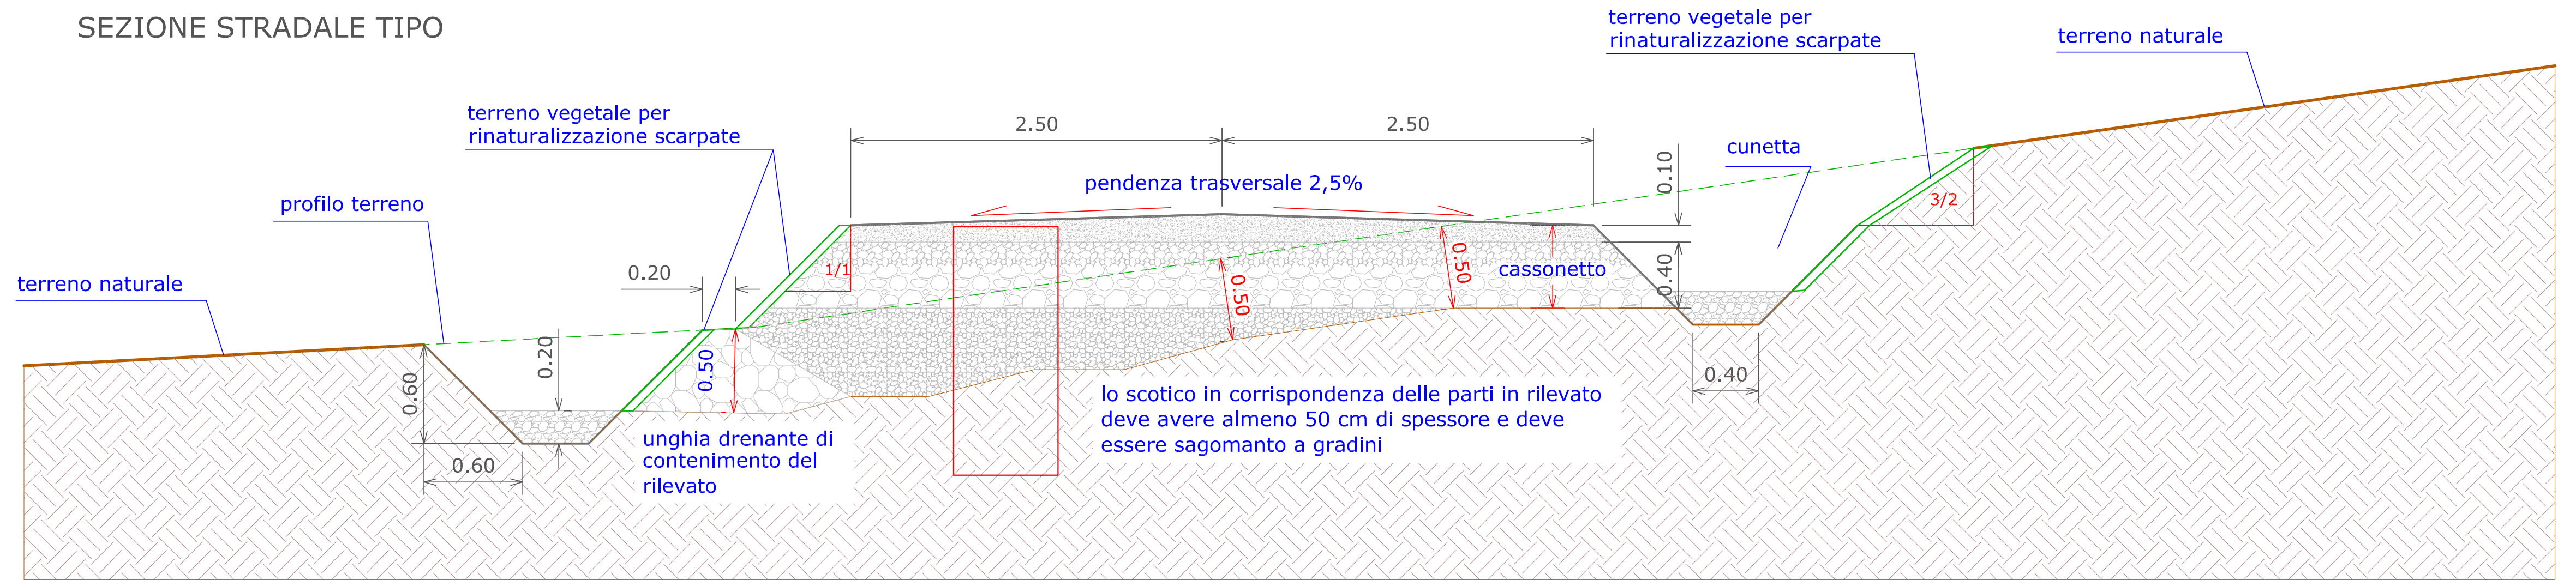 SEZIONE STRADALE TIPO
terreno vegetale per
rinaturalizzazione scarpate
terreno naturale
terreno vegetale per
rinaturalizzazione scarpate
2.50
2.50
cunetta
0.10
pendenza trasversale 2,5%
profilo terreno
3/2
terreno naturale
0.20
1/1
0.50
0.50
cassonetto
0.40
0.20
0.50
0.60
0.40
lo scotico in corrispondenza delle parti in rilevato
deve avere almeno 50 cm di spessore e deve
essere sagomanto a gradini
unghia drenante di
contenimento del
rilevato
0.60